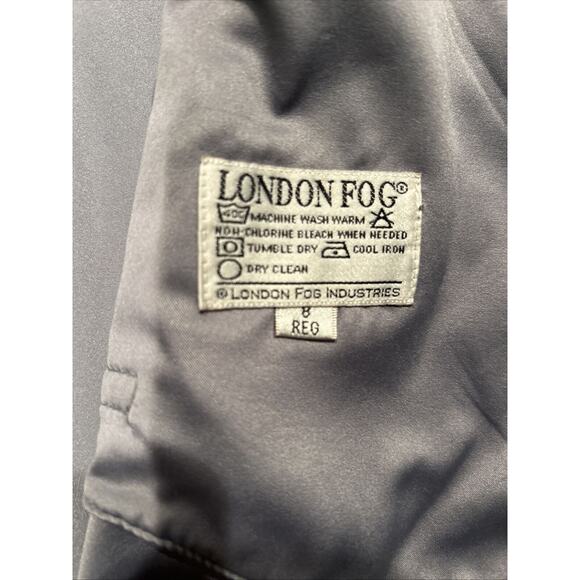 LONDON FOG®
40C MACHINE WASH WARM
NON-CHLORINE BLEACH WHEN NEEDED
TUMBLE DRY COOL IRON
DRY CLEAN
© LONDON FOG INDUSTRIES
8
REG